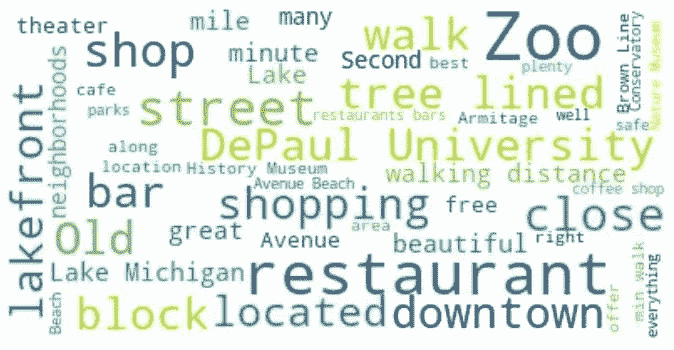 theater
mile
many
Zoo
shop
minute
walk
Second
best
plenty
Brown Line
Conservatory
Nature Museum
Lake
cafe
neighborhoods
street
tree lined
parks
restaurants bars
Armitage
well
safe
lakefront
along
DePaul University
location
History Museum
walking distance
bar
Avenue Beach
coffee shop
shopping
free
close
Old
great
Avenue
area
beautiful
right
Lake Michigan
restaurant
min walk
everything
Beach
block
located
downtown
offer